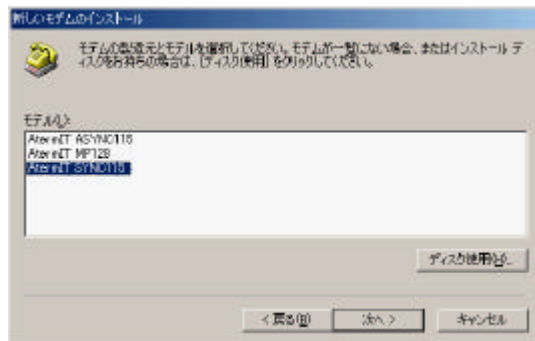 新しいモデムのインストール
モデムの製造元とモデルを選択してください。モデムが一覧にない場合、またはインストール デ
ィスクをお持ちの場合は、[ディスク使用] をクリックしてください。
モデル(L):
AtermIT ASYNC115
AtermIT MP128
AtermIT SYNC115
ディスク使用(H)...
< 戻る(B)
次へ >
キャンセル